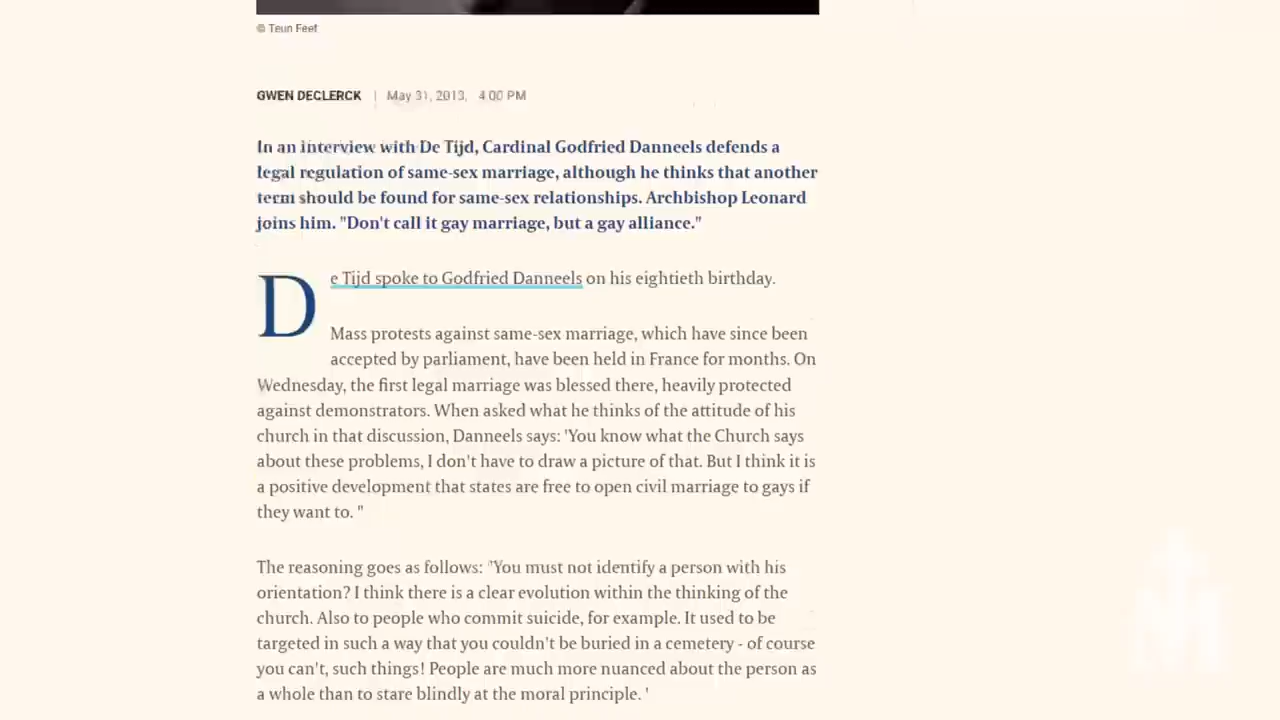 © Teun Feet
GWEN DECLERCK | May 31, 2013, 4:00 PM
In an interview with De Tijd, Cardinal Godfried Danneels defends a
legal regulation of same-sex marriage, although he thinks that another
term should be found for same-sex relationships. Archbishop Leonard
joins him. "Don't call it gay marriage, but a gay alliance."
De Tijd spoke to Godfried Danneels on his eightieth birthday.
Mass protests against same-sex marriage, which have since been
accepted by parliament, have been held in France for months. On
Wednesday, the first legal marriage was blessed there, heavily protected
against demonstrators. When asked what he thinks of the attitude of his
church in that discussion, Danneels says: 'You know what the Church says
about these problems, I don't have to draw a picture of that. But I think it is
a positive development that states are free to open civil marriage to gays if
they want to. "
The reasoning goes as follows: "You must not identify a person with his
orientation? I think there is a clear evolution within the thinking of the
church. Also to people who commit suicide, for example. It used to be
targeted in such a way that you couldn't be buried in a cemetery - of course
you can't, such things! People are much more nuanced about the person as
a whole than to stare blindly at the moral principle. '